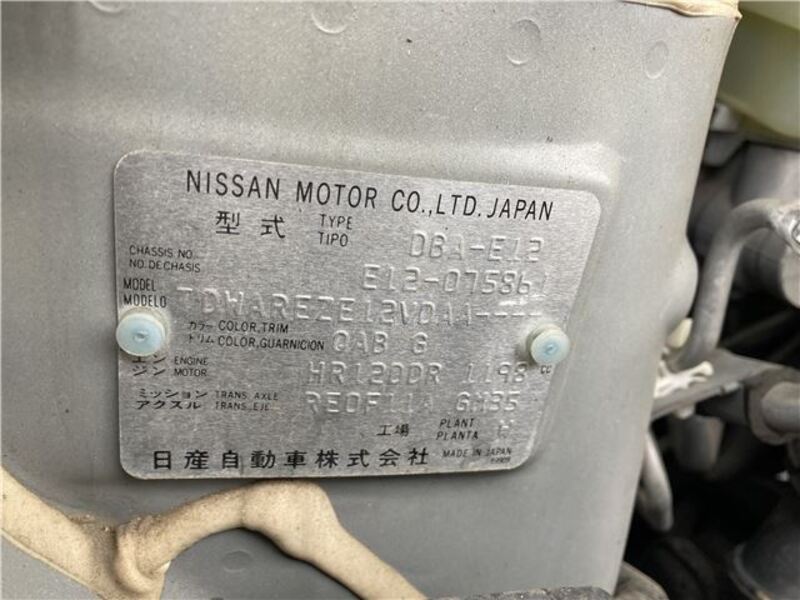 NISSAN MOTOR CO.,LTD. JAPAN
型式 TYPE TIPO DBA-E12
CHASSIS NO. NO. DE CHASIS E12-075861
MODEL MODELO TDWAREZE12VDAA----
カラー COLOR,TRIM
トリム COLOR,GUARNICION QAB G
エンジン ENGINE MOTOR HR12DDR 1198 CC
ミッション TRANS. AXLE
アクスル TRANS. EJE RE0F11A GH35
工場 PLANT PLANTA H
日産自動車株式会社 MADE IN JAPAN